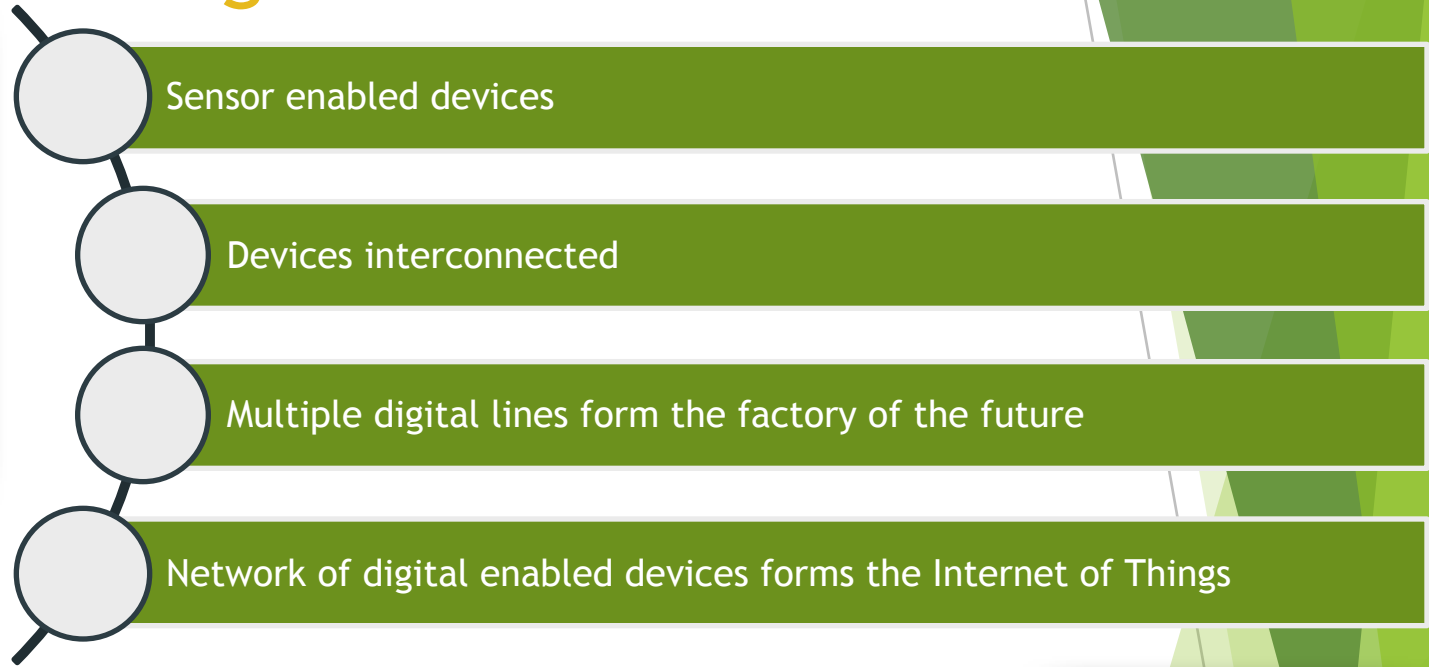 Sensor enabled devices
Devices interconnected
Multiple digital lines form the factory of the future
Network of digital enabled devices forms the Internet of Things